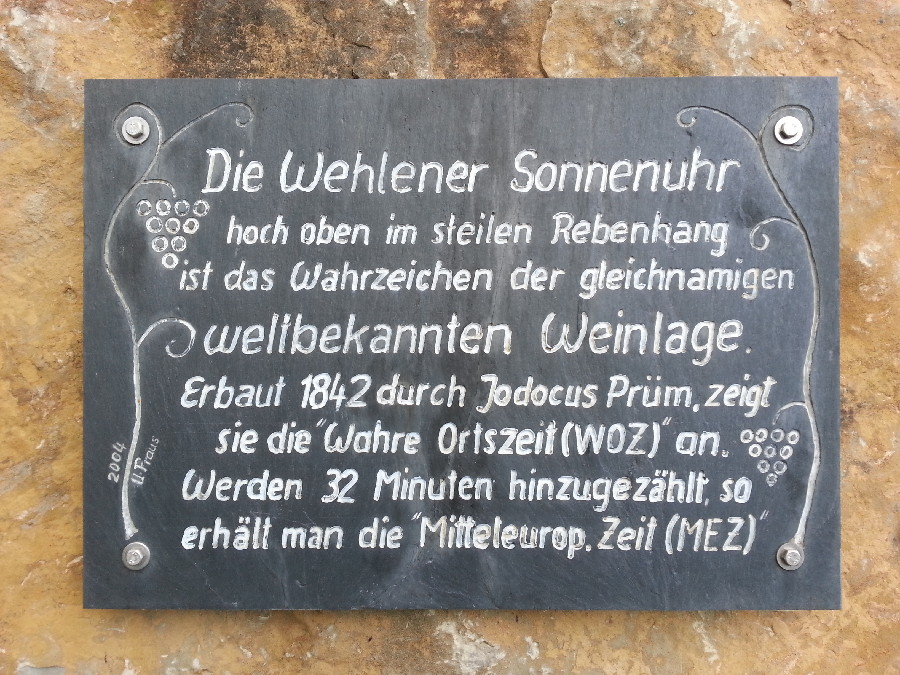 Die Wehlener Sonnenuhr
hoch oben im steilen Rebenhang
ist das Wahrzeichen der gleichnamigen
weltbekannten Weinlage.
Erbaut 1842 durch Jodocus Prüm, zeigt
sie die "Wahre Ortszeit (WOZ)" an.
Werden 32 Minuten hinzugezählt, so
erhält man die "Mitteleurop. Zeit (MEZ)"
2004
U. Praus